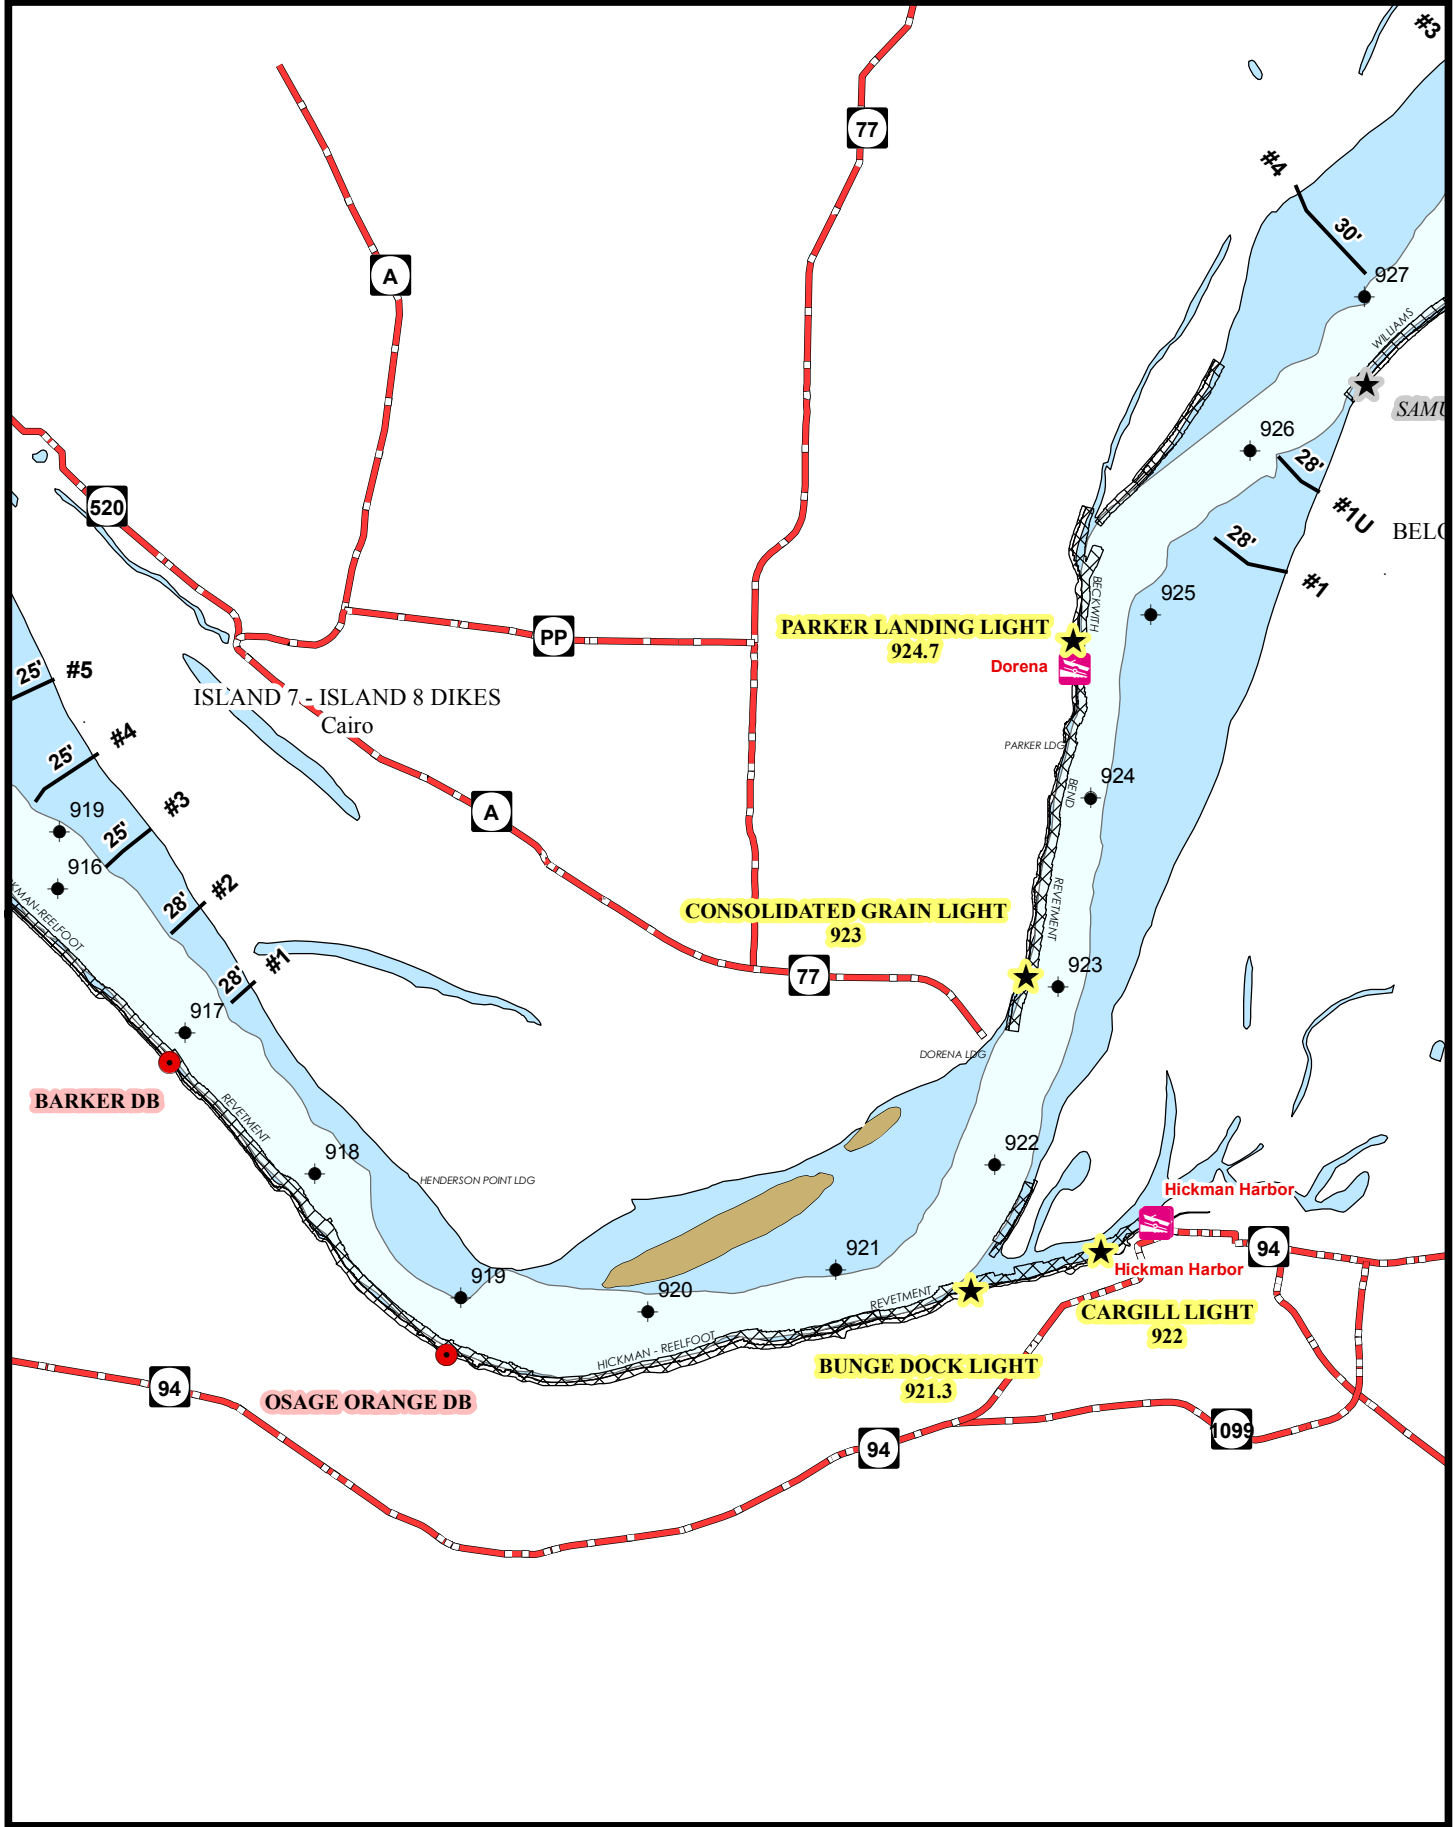 #3
77
#4
30'
A
927
WILLIAMS
SAMU
926
28'
#1U
BELO
520
28'
#1
925
BECKWITH
PARKER LANDING LIGHT
924.7
PP
Dorena
25'
#5
ISLAND 7 - ISLAND 8 DIKES
Cairo
#4
25'
PARKER LDG
BEND
924
919
#3
25'
A
916
#2
28'
REVETMENT
CONSOLIDATED GRAIN LIGHT
923
KMAN-REELFOOT
#1
28'
77
923
917
DORENA LDG
BARKER DB
REVETMENT
918
HENDERSON POINT LDG
922
Hickman Harbor
94
921
919
920
Hickman Harbor
REVETMENT
CARGILL LIGHT
922
HICKMAN - REELFOOT
BUNGE DOCK LIGHT
921.3
94
OSAGE ORANGE DB
94
1099